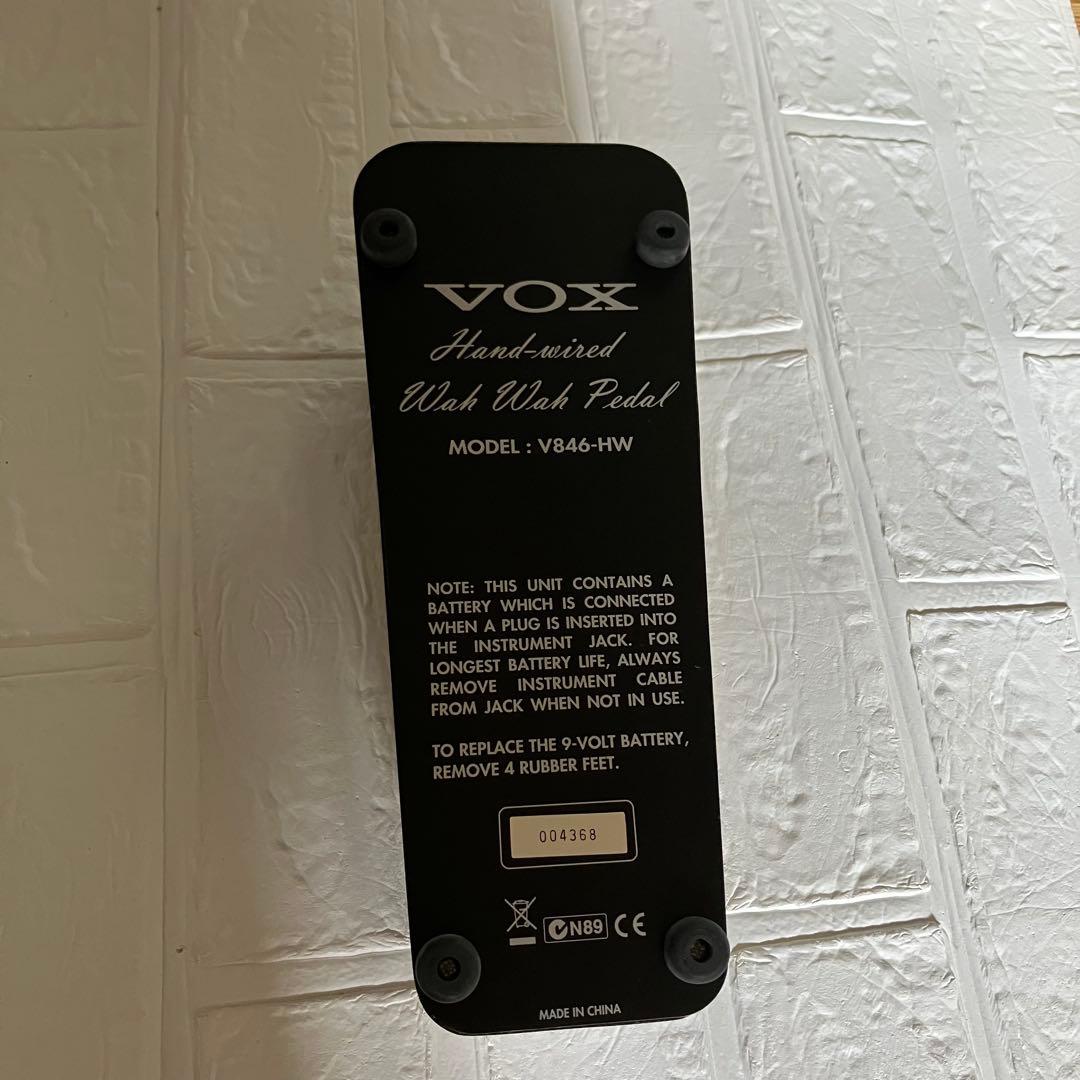 VOX
Hand-wired
Wah Wah Pedal
MODEL : V846-HW
NOTE: THIS UNIT CONTAINS A
BATTERY WHICH IS CONNECTED
WHEN A PLUG IS INSERTED INTO
THE INSTRUMENT JACK. FOR
LONGEST BATTERY LIFE, ALWAYS
REMOVE INSTRUMENT CABLE
FROM JACK WHEN NOT IN USE.
TO REPLACE THE 9-VOLT BATTERY,
REMOVE 4 RUBBER FEET.
004368
N89 CE
MADE IN CHINA